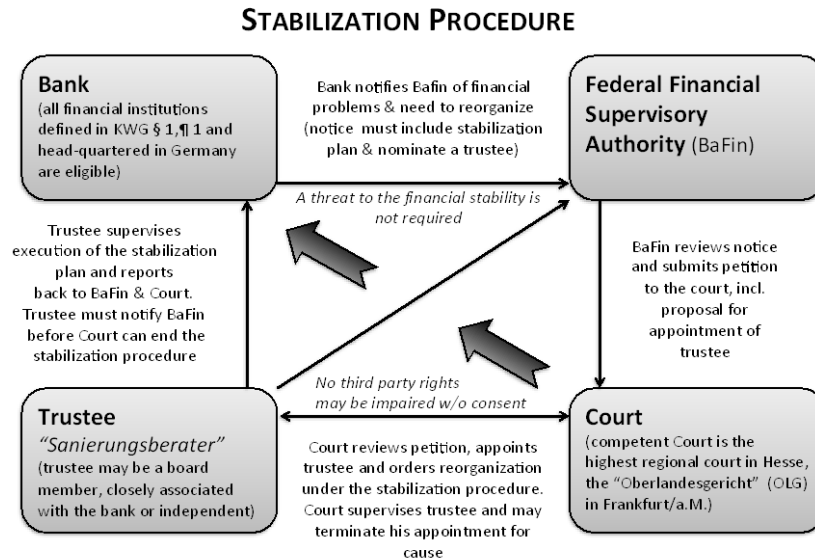 STABILIZATION PROCEDURE
Bank
(all financial institutions
defined in KWG § 1,¶ 1 and
head-quartered in Germany
are eligible)
Bank notifies Bafin of financial
problems & need to reorganize
(notice must include stabilization
plan & nominate a trustee)
Federal Financial
Supervisory
Authority (BaFin)
A threat to the financial stability is
not required
Trustee supervises
execution of the stabilization
plan and reports
back to BaFin & Court.
Trustee must notify BaFin
before Court can end the
stabilization procedure
BaFin reviews notice
and submits petition
to the court, incl.
proposal for
appointment of
trustee
No third party rights
may be impaired w/o consent
Trustee
"Sanierungsberater"
(trustee may be a board
member, closely associated
with the bank or independent)
Court reviews petition, appoints
trustee and orders reorganization
under the stabilization procedure.
Court supervises trustee and may
terminate his appointment for
cause
Court
(competent Court is the
highest regional court in Hesse,
the "Oberlandesgericht" (OLG)
in Frankfurt/a.M.)